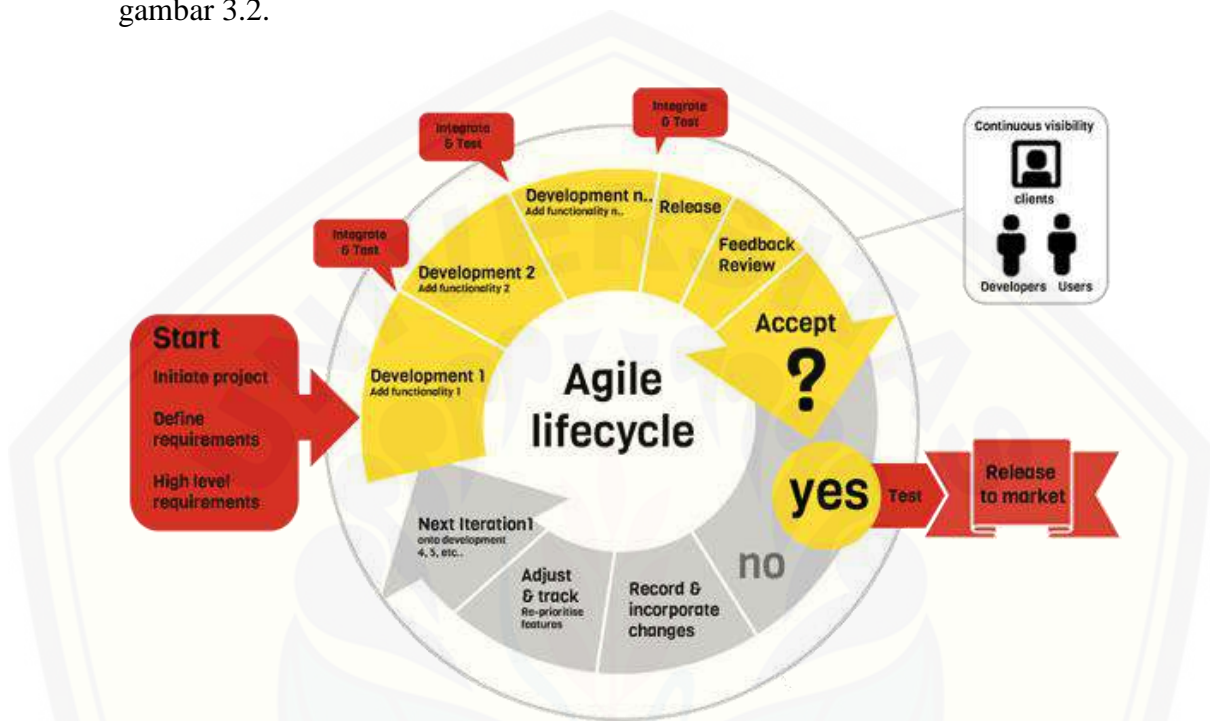 gambar 3.2.
Integrate
& Test
Integrate
& Test
Integrate
& Test
Continuous visibility
clients
Developers Users
Start
Initiate project
Define
requirements
High level
requirements
Development 1
Add functionality 1
Development 2
Add functionality 2
Development n..
Add functionality n..
Release
Feedback
Review
Accept
?
Agile
lifecycle
yes
Test
Release
to market
no
Record &
incorporate
changes
Adjust
& track
Re-prioritise
features
Next Iteration1
onto development
4, 5, etc..
UNIVERSITAS